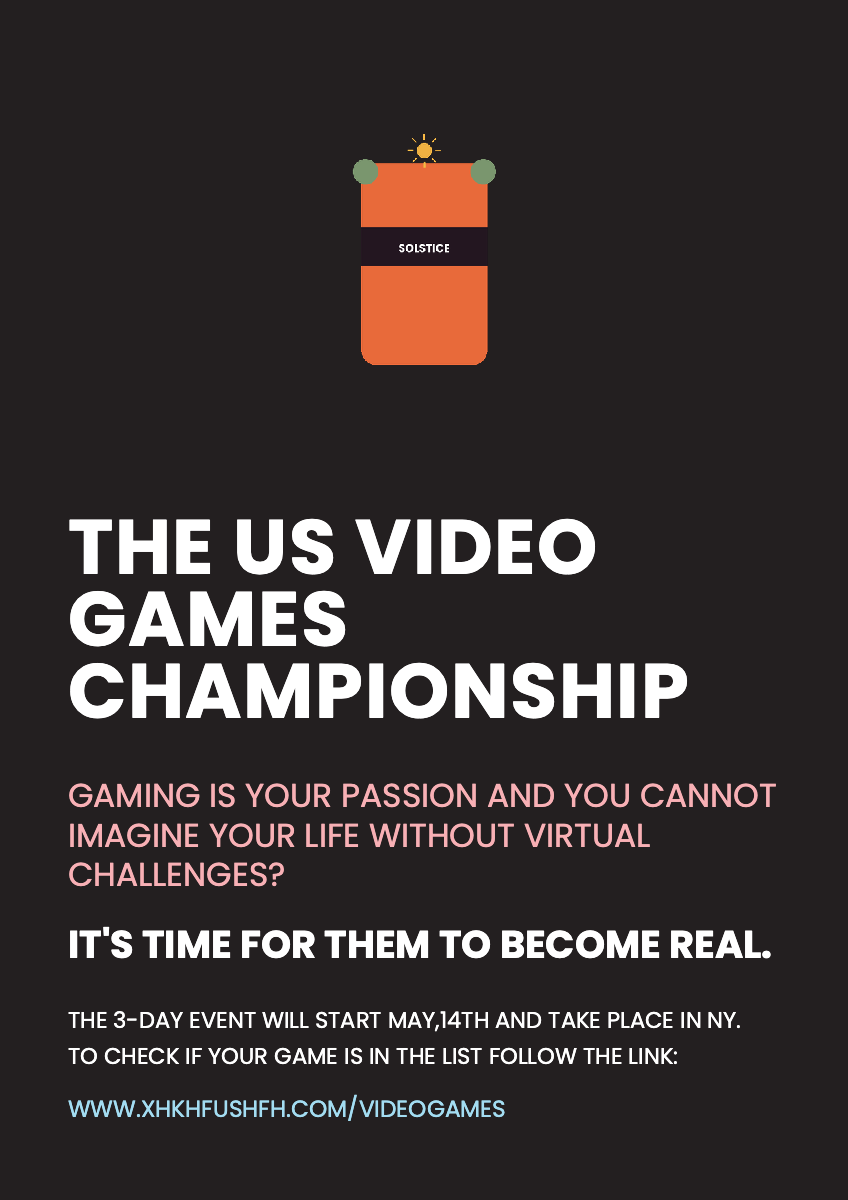 SOLSTICE
THE US VIDEO
GAMES
CHAMPIONSHIP
GAMING IS YOUR PASSION AND YOU CANNOT
IMAGINE YOUR LIFE WITHOUT VIRTUAL
CHALLENGES?
IT'S TIME FOR THEM TO BECOME REAL.
THE 3-DAY EVENT WILL START MAY,14TH AND TAKE PLACE IN NY.
TO CHECK IF YOUR GAME IS IN THE LIST FOLLOW THE LINK:
WWW.XHKHFUSHFH.COM/VIDEOGAMES